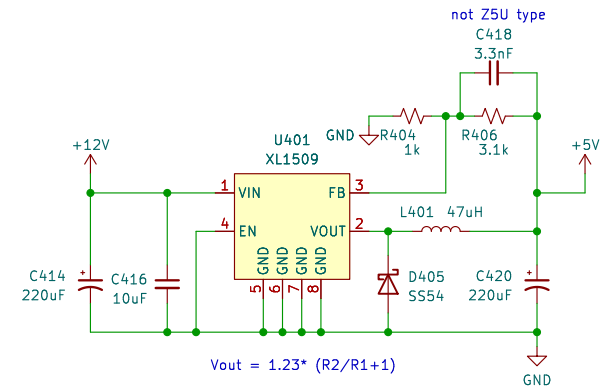 not Z5U type
C418
3.3nF
GND
R404
1k
R406
3.1k
+12V
U401
XL1509
+5V
1
VIN
FB
3
4
EN
VOUT
2
L401 47uH
GND
GND
GND
GND
5
6
7
8
C414
220uF
C416
10uF
D405
SS54
C420
220uF
Vout = 1.23* (R2/R1+1)
GND